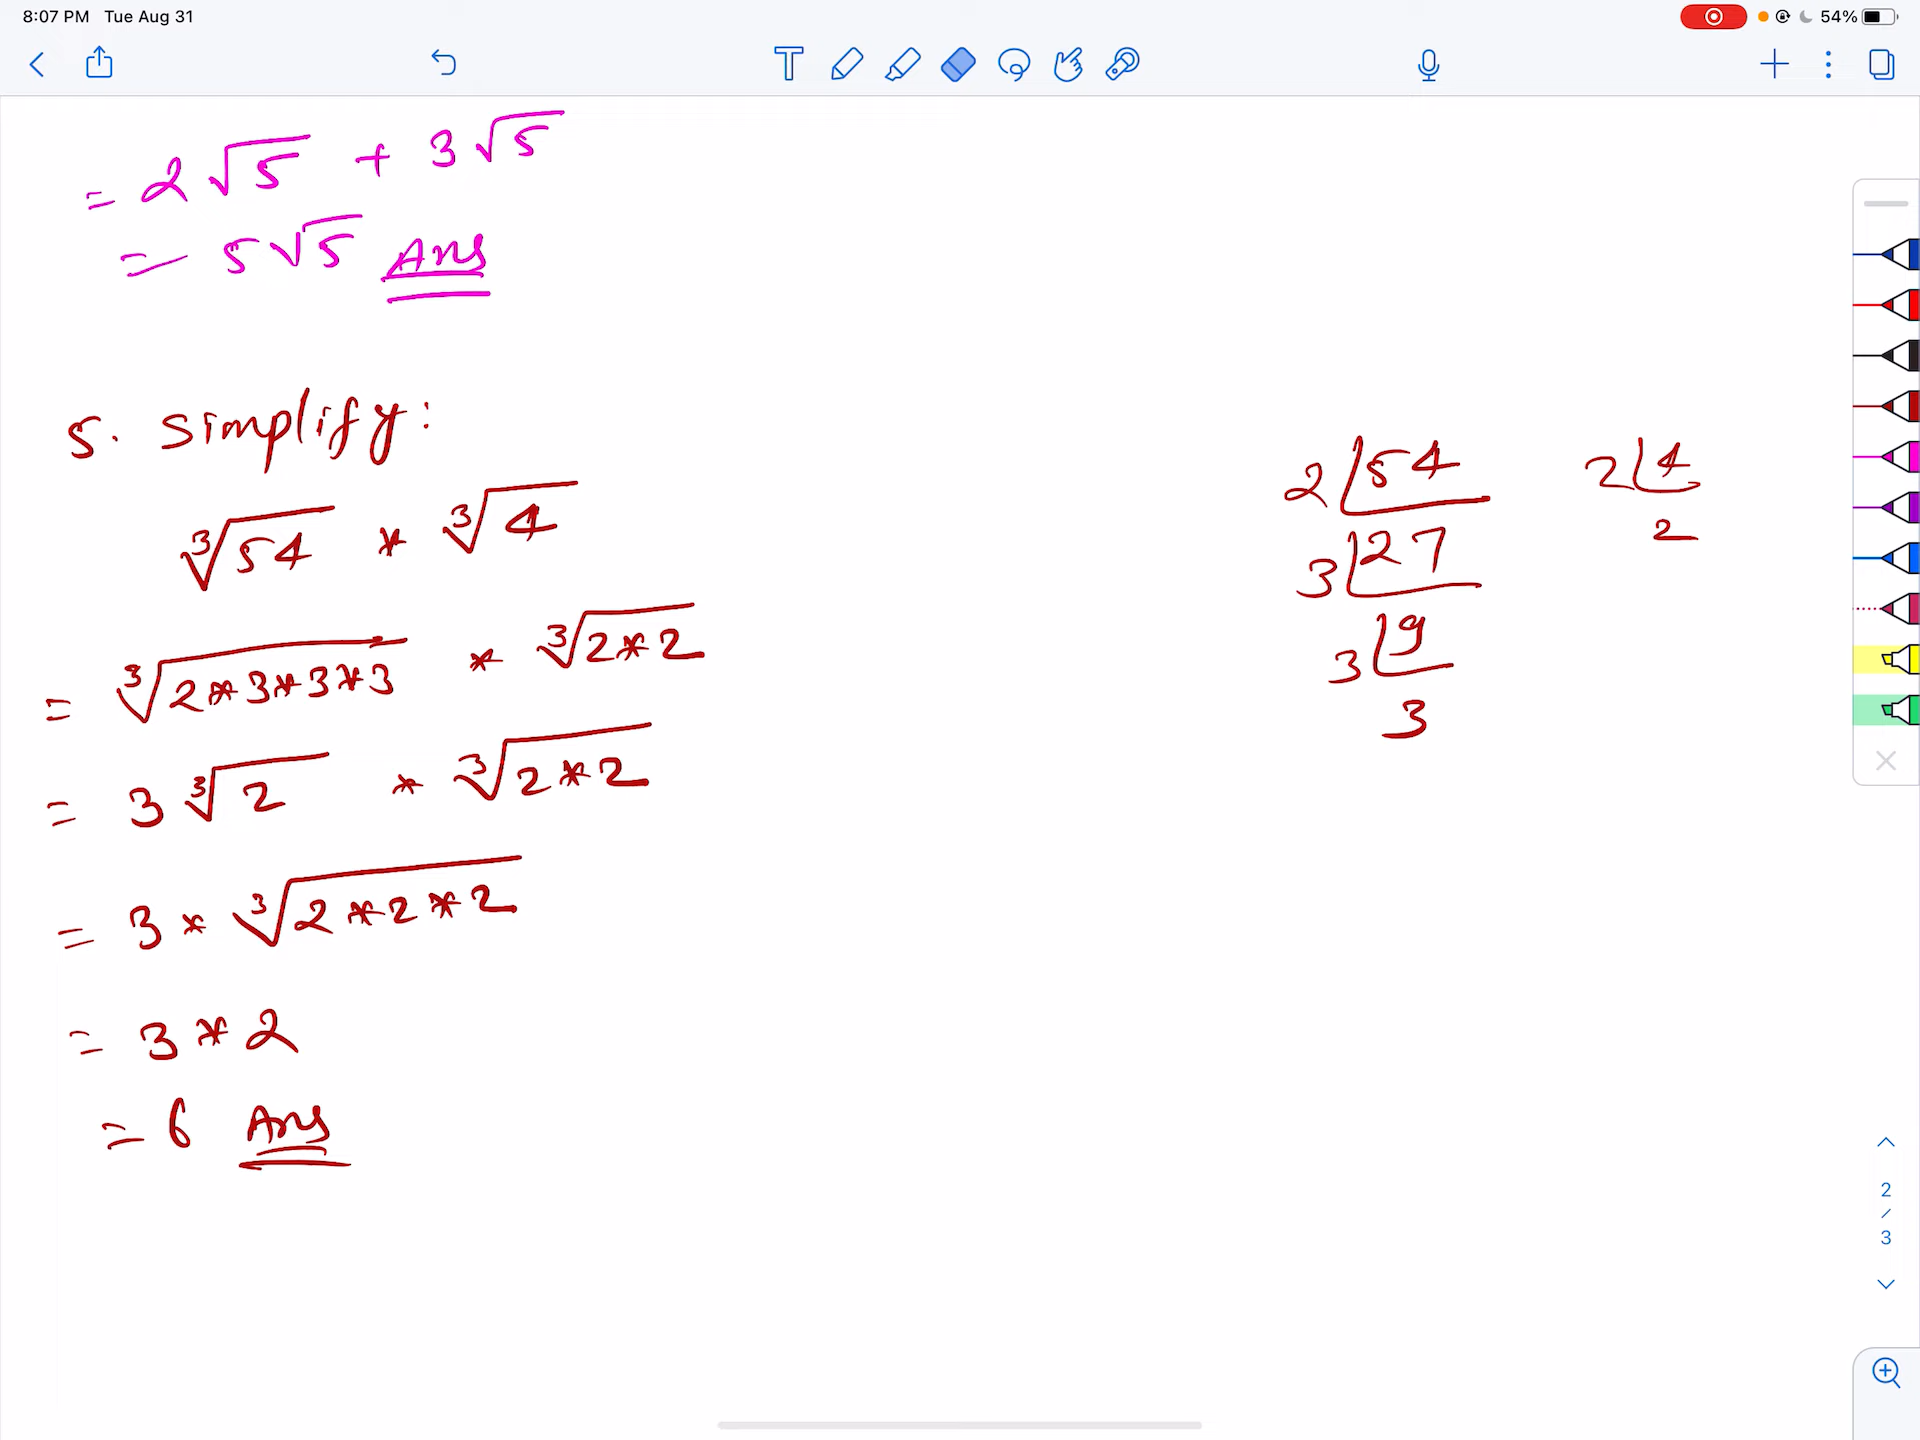 8:07 PM Tue Aug 31
54%
= 2√5 + 3√5
= 5√5 Ans
5. Simplify:
∛54 * ∛4
= ∛2*3*3*3 * ∛2*2
= 3 ∛2 * ∛2*2
= 3 * ∛2*2*2
= 3 * 2
= 6 Ans
2 54
3 27
3 9
3
2 4
2
2
/
3